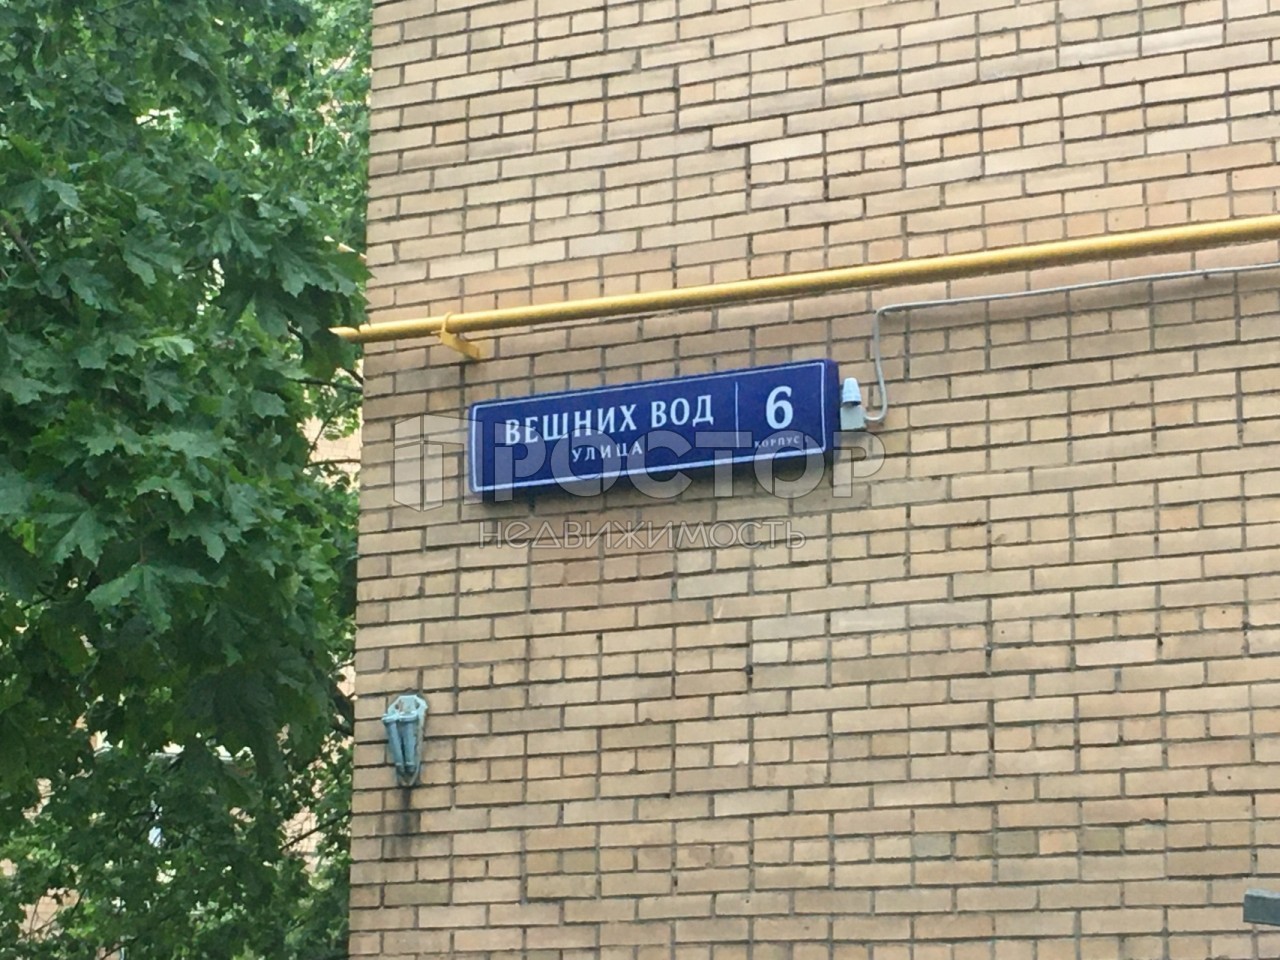 ВЕШНИХ ВОД
УЛИЦА
6
КОРПУС
ПРОСТОР
недвижимость